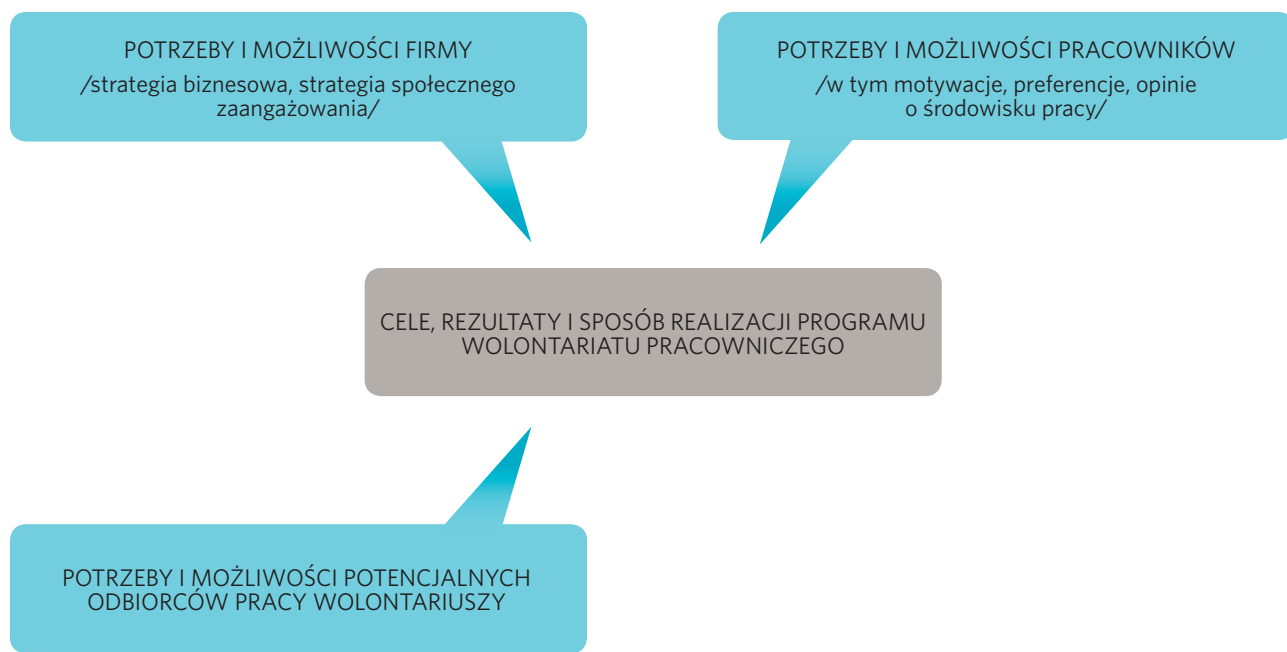 POTRZEBY I MOŻLIWOŚCI FIRMY
/strategia biznesowa, strategia społecznego
zaangażowania/
POTRZEBY I MOŻLIWOŚCI PRACOWNIKÓW
/w tym motywacje, preferencje, opinie
o środowisku pracy/
CELE, REZULTATY I SPOSÓB REALIZACJI PROGRAMU
WOLONTARIATU PRACOWNICZEGO
POTRZEBY I MOŻLIWOŚCI POTENCJALNYCH
ODBIORCÓW PRACY WOLONTARIUSZY